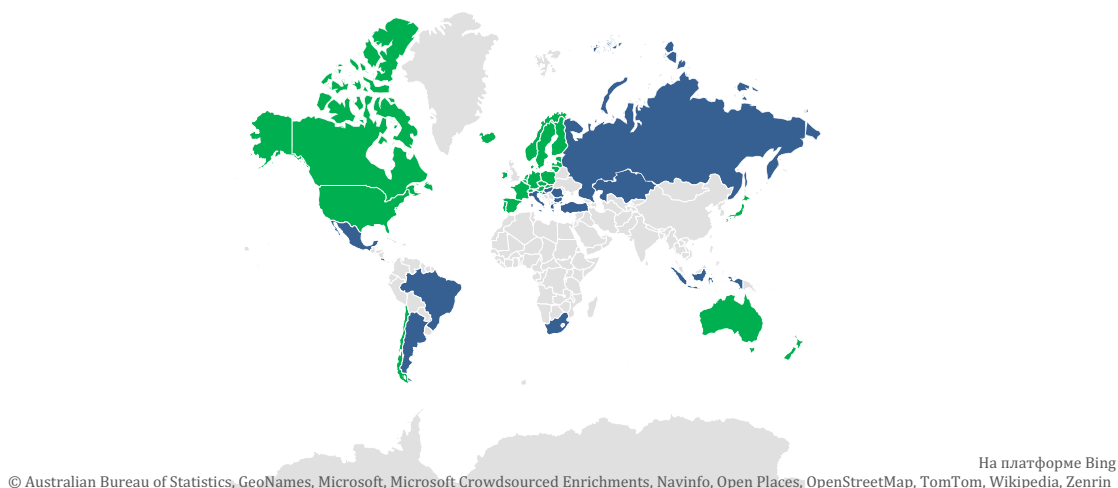 На платформе Bing
© Australian Bureau of Statistics, GeoNames, Microsoft, Microsoft Crowdsourced Enrichments, Navinfo, Open Places, OpenStreetMap, TomTom, Wikipedia, Zenrin